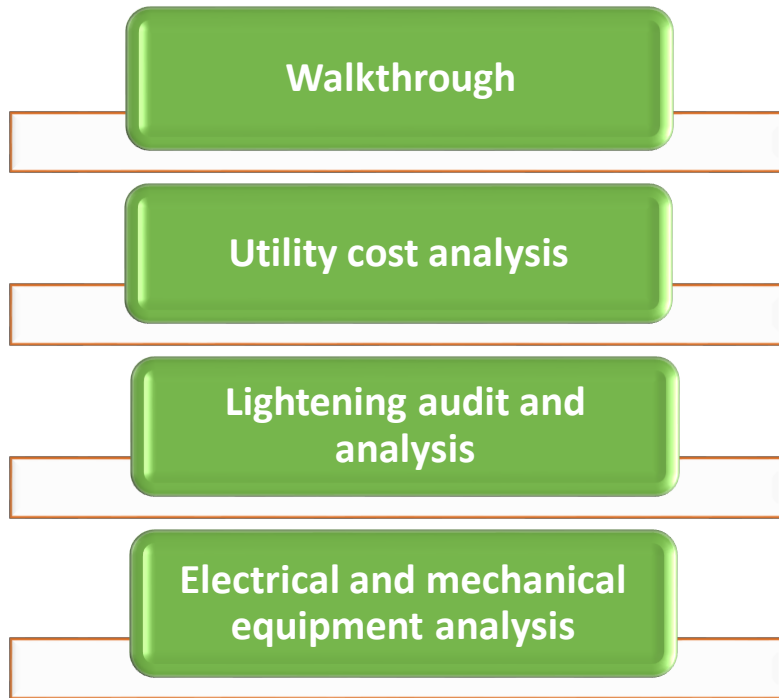 Walkthrough
Utility cost analysis
Lightening audit and
analysis
Electrical and mechanical
equipment analysis